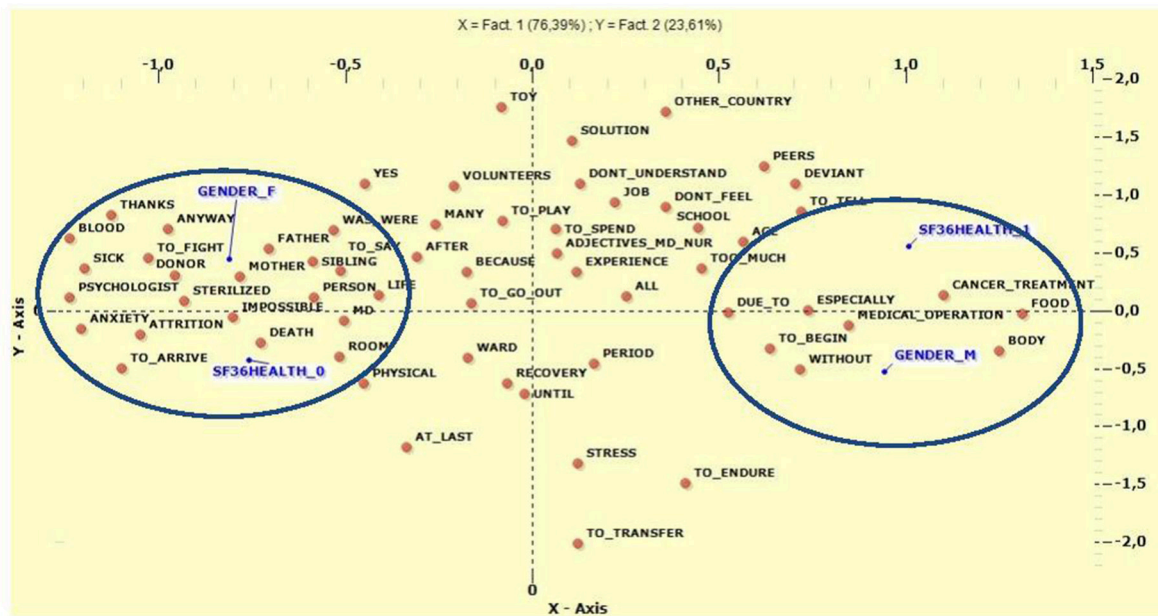 X = Fact. 1 (76,39%) ; Y = Fact. 2 (23,61%)
-1,0 -0,5 0,0 0,5 1,0 1,5
2,0
TOY
OTHER_COUNTRY
SOLUTION
1,5
PEERS
YES
VOLUNTEERS
DONT_UNDERSTAND
DEVIANT
GENDER_F
JOB
DONT_FEEL
1,0
THANKS
TO_TELL
BLOOD
ANYWAY
WAS_WERE
MANY
TO_PLAY
SCHOOL
TO_SPEND
AGE
SF36HEALTH_1
FATHER
TO_SAY
AFTER
ADJECTIVES_MD_NUR
0,5
SICK
TO_FIGHT
DONOR
MOTHER
SIBLING
BECAUSE
EXPERIENCE
TOO_MUCH
PSYCHOLOGIST
STERILIZED
PERSON
LIFE
TO_GO_OUT
ALL
CANCER_TREATMENT
IMPOSSIBLE
DUE_TO
ESPECIALLY
FOOD
0
0,0
ANXIETY
ATTRITION
MD
MEDICAL_OPERATION
DEATH
TO_BEGIN
BODY
TO_ARRIVE
ROOM
WARD
PERIOD
WITHOUT
GENDER_M
SF36HEALTH_0
PHYSICAL
RECOVERY
-0,5
UNTIL
-1,0
AT_LAST
STRESS
TO_ENDURE
-1,5
TO_TRANSFER
-2,0
0
X - Axis
Y - Axis